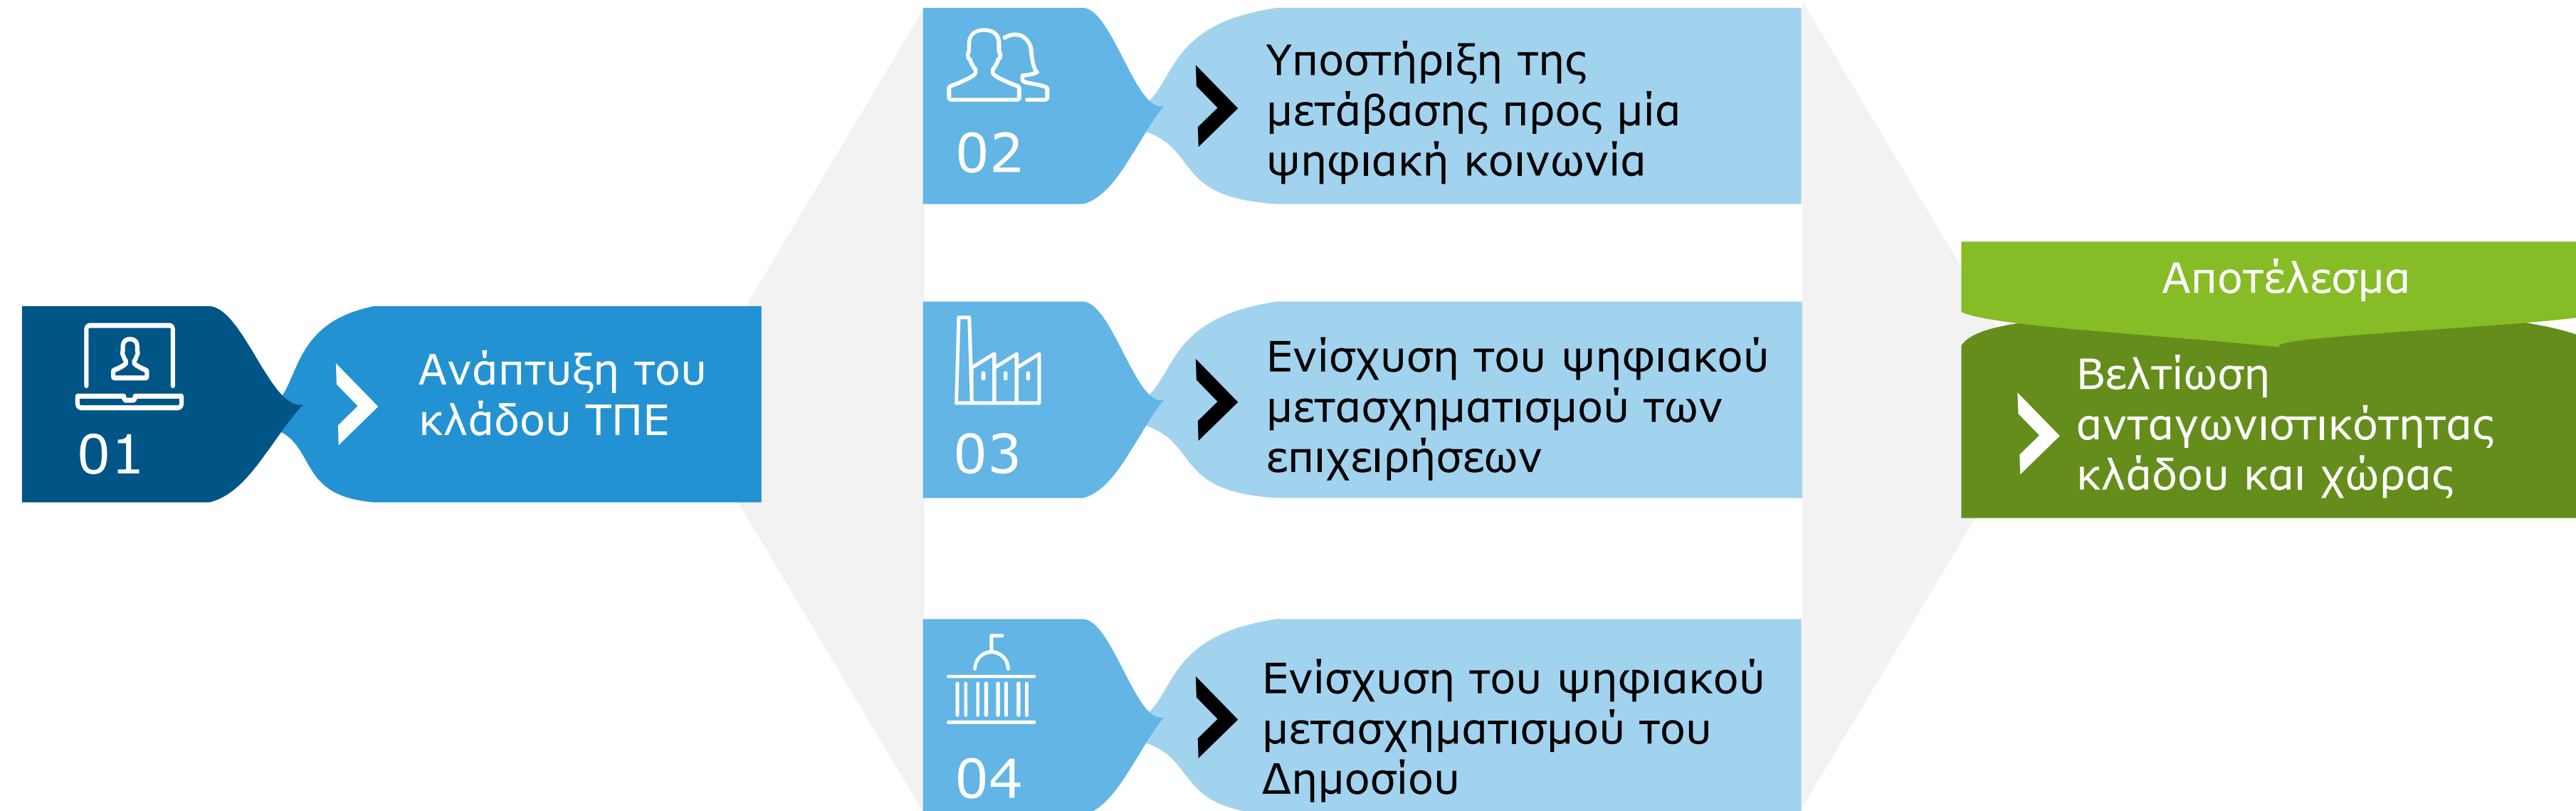 01
Ανάπτυξη του
κλάδου ΤΠΕ
02
Υποστήριξη της
μετάβασης προς μία
ψηφιακή κοινωνία
03
Ενίσχυση του ψηφιακού
μετασχηματισμού των
επιχειρήσεων
04
Ενίσχυση του ψηφιακού
μετασχηματισμού του
Δημοσίου
Αποτέλεσμα
Βελτίωση
ανταγωνιστικότητας
κλάδου και χώρας